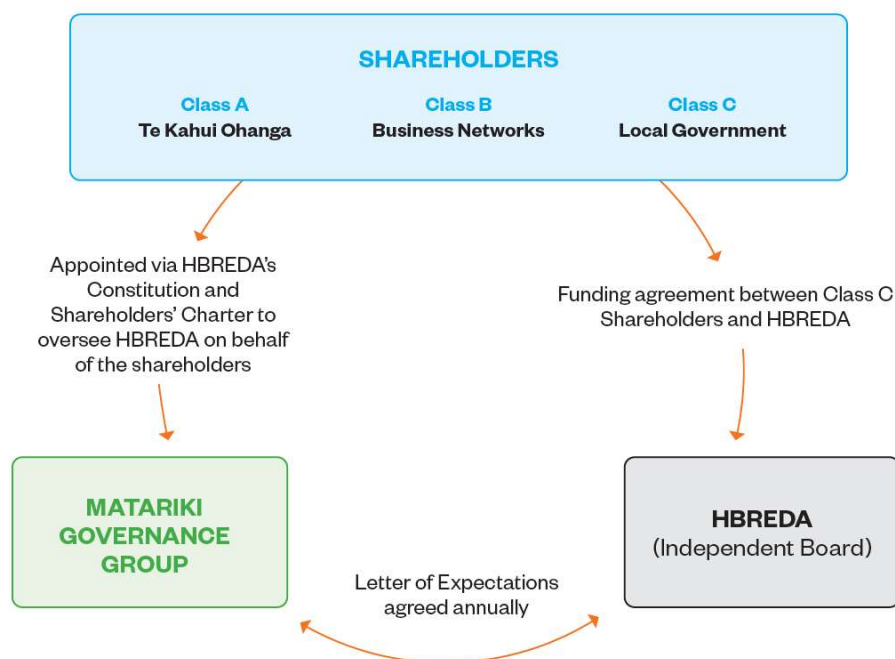 SHAREHOLDERS
Class A
Te Kahui Ohanga
Class B
Business Networks
Class C
Local Government
Appointed via HBREDA's
Constitution and
Shareholders' Charter to
oversee HBREDA on behalf
of the shareholders
Funding agreement between Class C
Shareholders and HBREDA
MATARIKI
GOVERNANCE
GROUP
HBREDA
(Independent Board)
Letter of Expectations
agreed annually